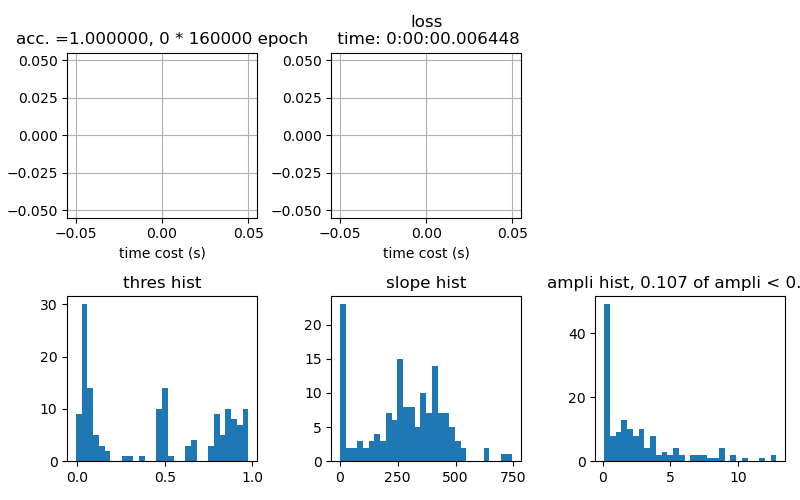 acc. =1.000000, 0 * 160000 epoch
0.050
0.025
0.000
−0.025
−0.050
−0.05 0.00 0.05
time cost (s)
loss
time: 0:00:00.006448
0.050
0.025
0.000
−0.025
−0.050
−0.05 0.00 0.05
time cost (s)
thres hist
30
20
10
0
0.0 0.5 1.0
slope hist
20
15
10
5
0
0 250 500 750
ampli hist, 0.107 of ampli < 0.
40
20
0
0 5 10